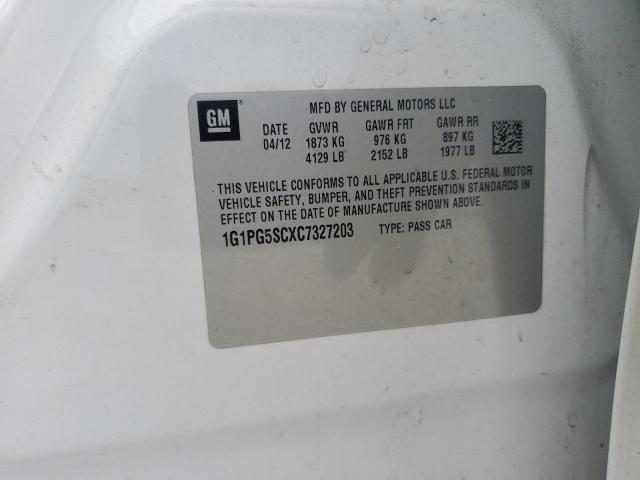 GM®
MFD BY GENERAL MOTORS LLC
DATE GVWR GAWR FRT GAWR RR
04/12 1873 KG 976 KG 897 KG
4129 LB 2152 LB 1977 LB
THIS VEHICLE CONFORMS TO ALL APPLICABLE U.S. FEDERAL MOTOR
VEHICLE SAFETY, BUMPER, AND THEFT PREVENTION STANDARDS IN
EFFECT ON THE DATE OF MANUFACTURE SHOWN ABOVE.
1G1PG5SCXC7327203 TYPE: PASS CAR